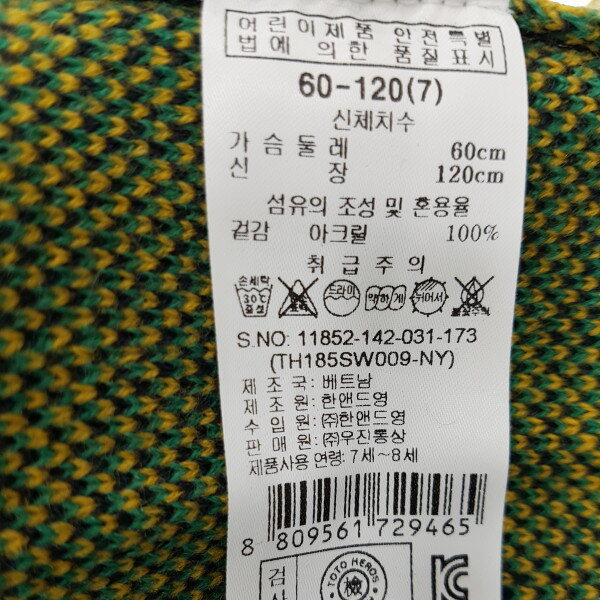 어린이제품 안전특별
법에 의한 품질표시
60-120(7)
신체치수
가 슴 둘 레 60cm
신 장 120cm
섬유의 조성 및 혼용율
겉감 아크릴 100%
취 급 주 의
손세탁 30℃ 중성 드라이 약하게 뉘어서
S.NO: 11852-142-031-173
(TH185SW009-NY)
제 조 국: 베트남
제 조 원: 한앤드영
수 입 원: ㈜한앤드영
판 매 원: ㈜우진통상
제품사용 연령: 7세~8세
8 809561 729465
검
사
TOTO HEROS
檢